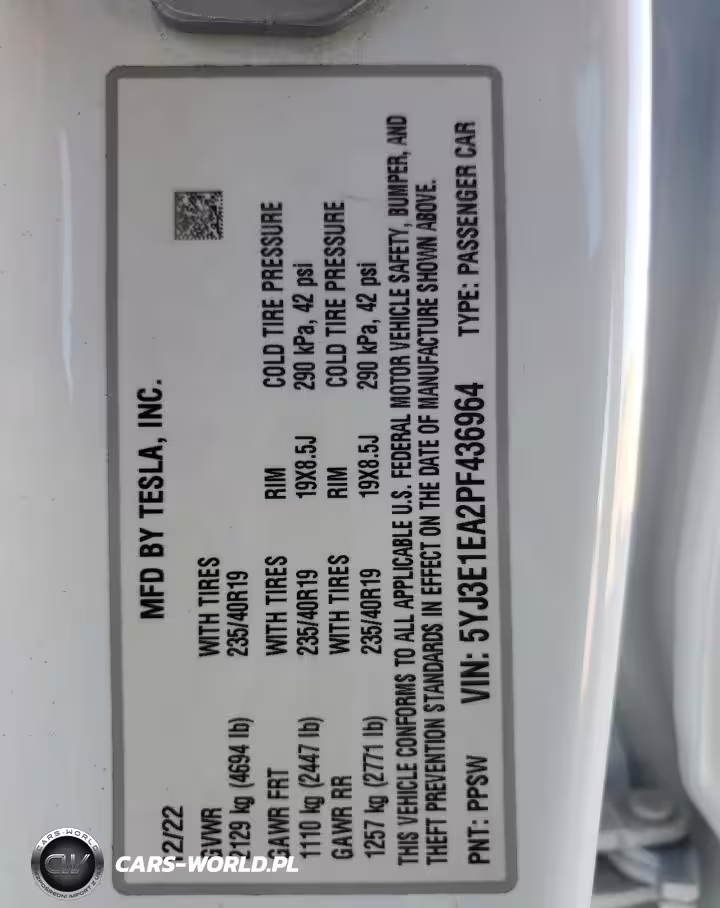 MFD BY TESLA, INC.
2/22
GVWR WITH TIRES
2129 kg (4694 lb) 235/40R19
GAWR FRT WITH TIRES RIM COLD TIRE PRESSURE
1110 kg (2447 lb) 235/40R19 19X8.5J 290 kPa, 42 psi
GAWR RR WITH TIRES RIM COLD TIRE PRESSURE
1257 kg (2771 lb) 235/40R19 19X8.5J 290 kPa, 42 psi
THIS VEHICLE CONFORMS TO ALL APPLICABLE U.S. FEDERAL MOTOR VEHICLE SAFETY, BUMPER, AND
THEFT PREVENTION STANDARDS IN EFFECT ON THE DATE OF MANUFACTURE SHOWN ABOVE.
PNT: PPSW VIN: 5YJ3E1EA2PF436964 TYPE: PASSENGER CAR
CARS-WORLD
CW
CARS-WORLD.PL